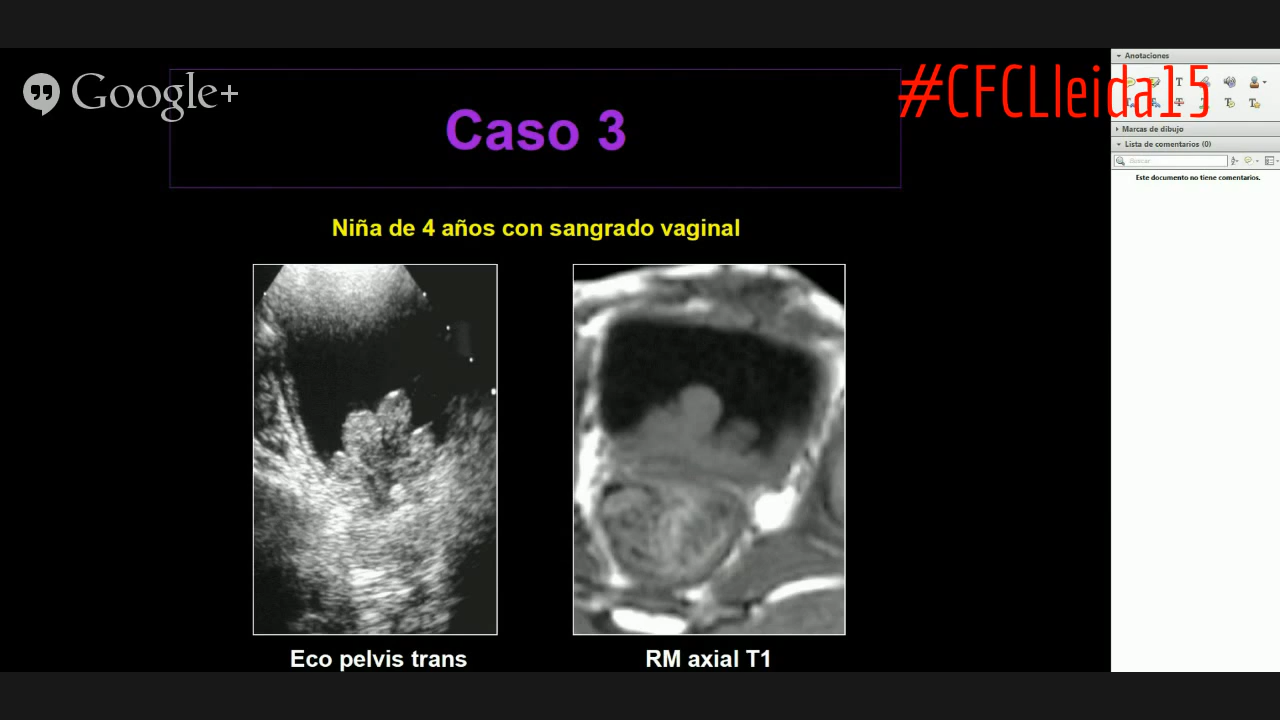 Google+
#CFCLleida15
Anotaciones
Caso 3
Marcas de dibujo
Lista de comentarios (0)
Buscar
Este documento no tiene comentarios.
Niña de 4 años con sangrado vaginal
Eco pelvis trans
RM axial T1